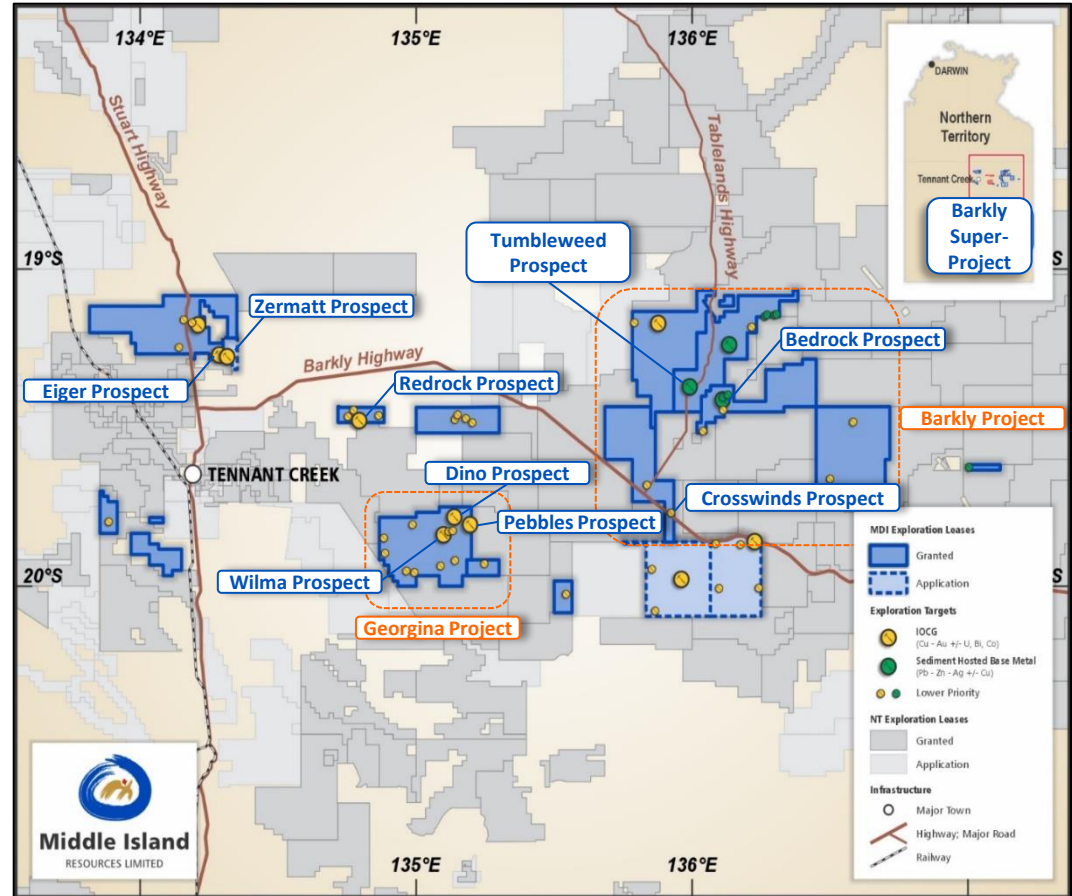 134°E
135°E
136°E
Stuart Highway
Tablelands Highway
DARWIN
Northern
Territory
Tennant Creek
Barkly
Super-
Project
Tumbleweed
Prospect
19°S
S
Zermatt Prospect
Bedrock Prospect
Barkly Highway
Eiger Prospect
Redrock Prospect
Barkly Project
TENNANT CREEK
Dino Prospect
Crosswinds Prospect
Pebbles Prospect
Wilma Prospect
20°S
S
Georgina Project
MDI Exploration Leases
Granted
Application
Exploration Targets
IOCG
(Cu - Au +/- U, Bi, Co)
Sediment Hosted Base Metal
(Pb - Zn - Ag +/- Cu)
Lower Priority
NT Exploration Leases
Granted
Application
Infrastructure
Major Town
Highway; Major Road
Railway
Middle Island
RESOURCES LIMITED
135°E
136°E